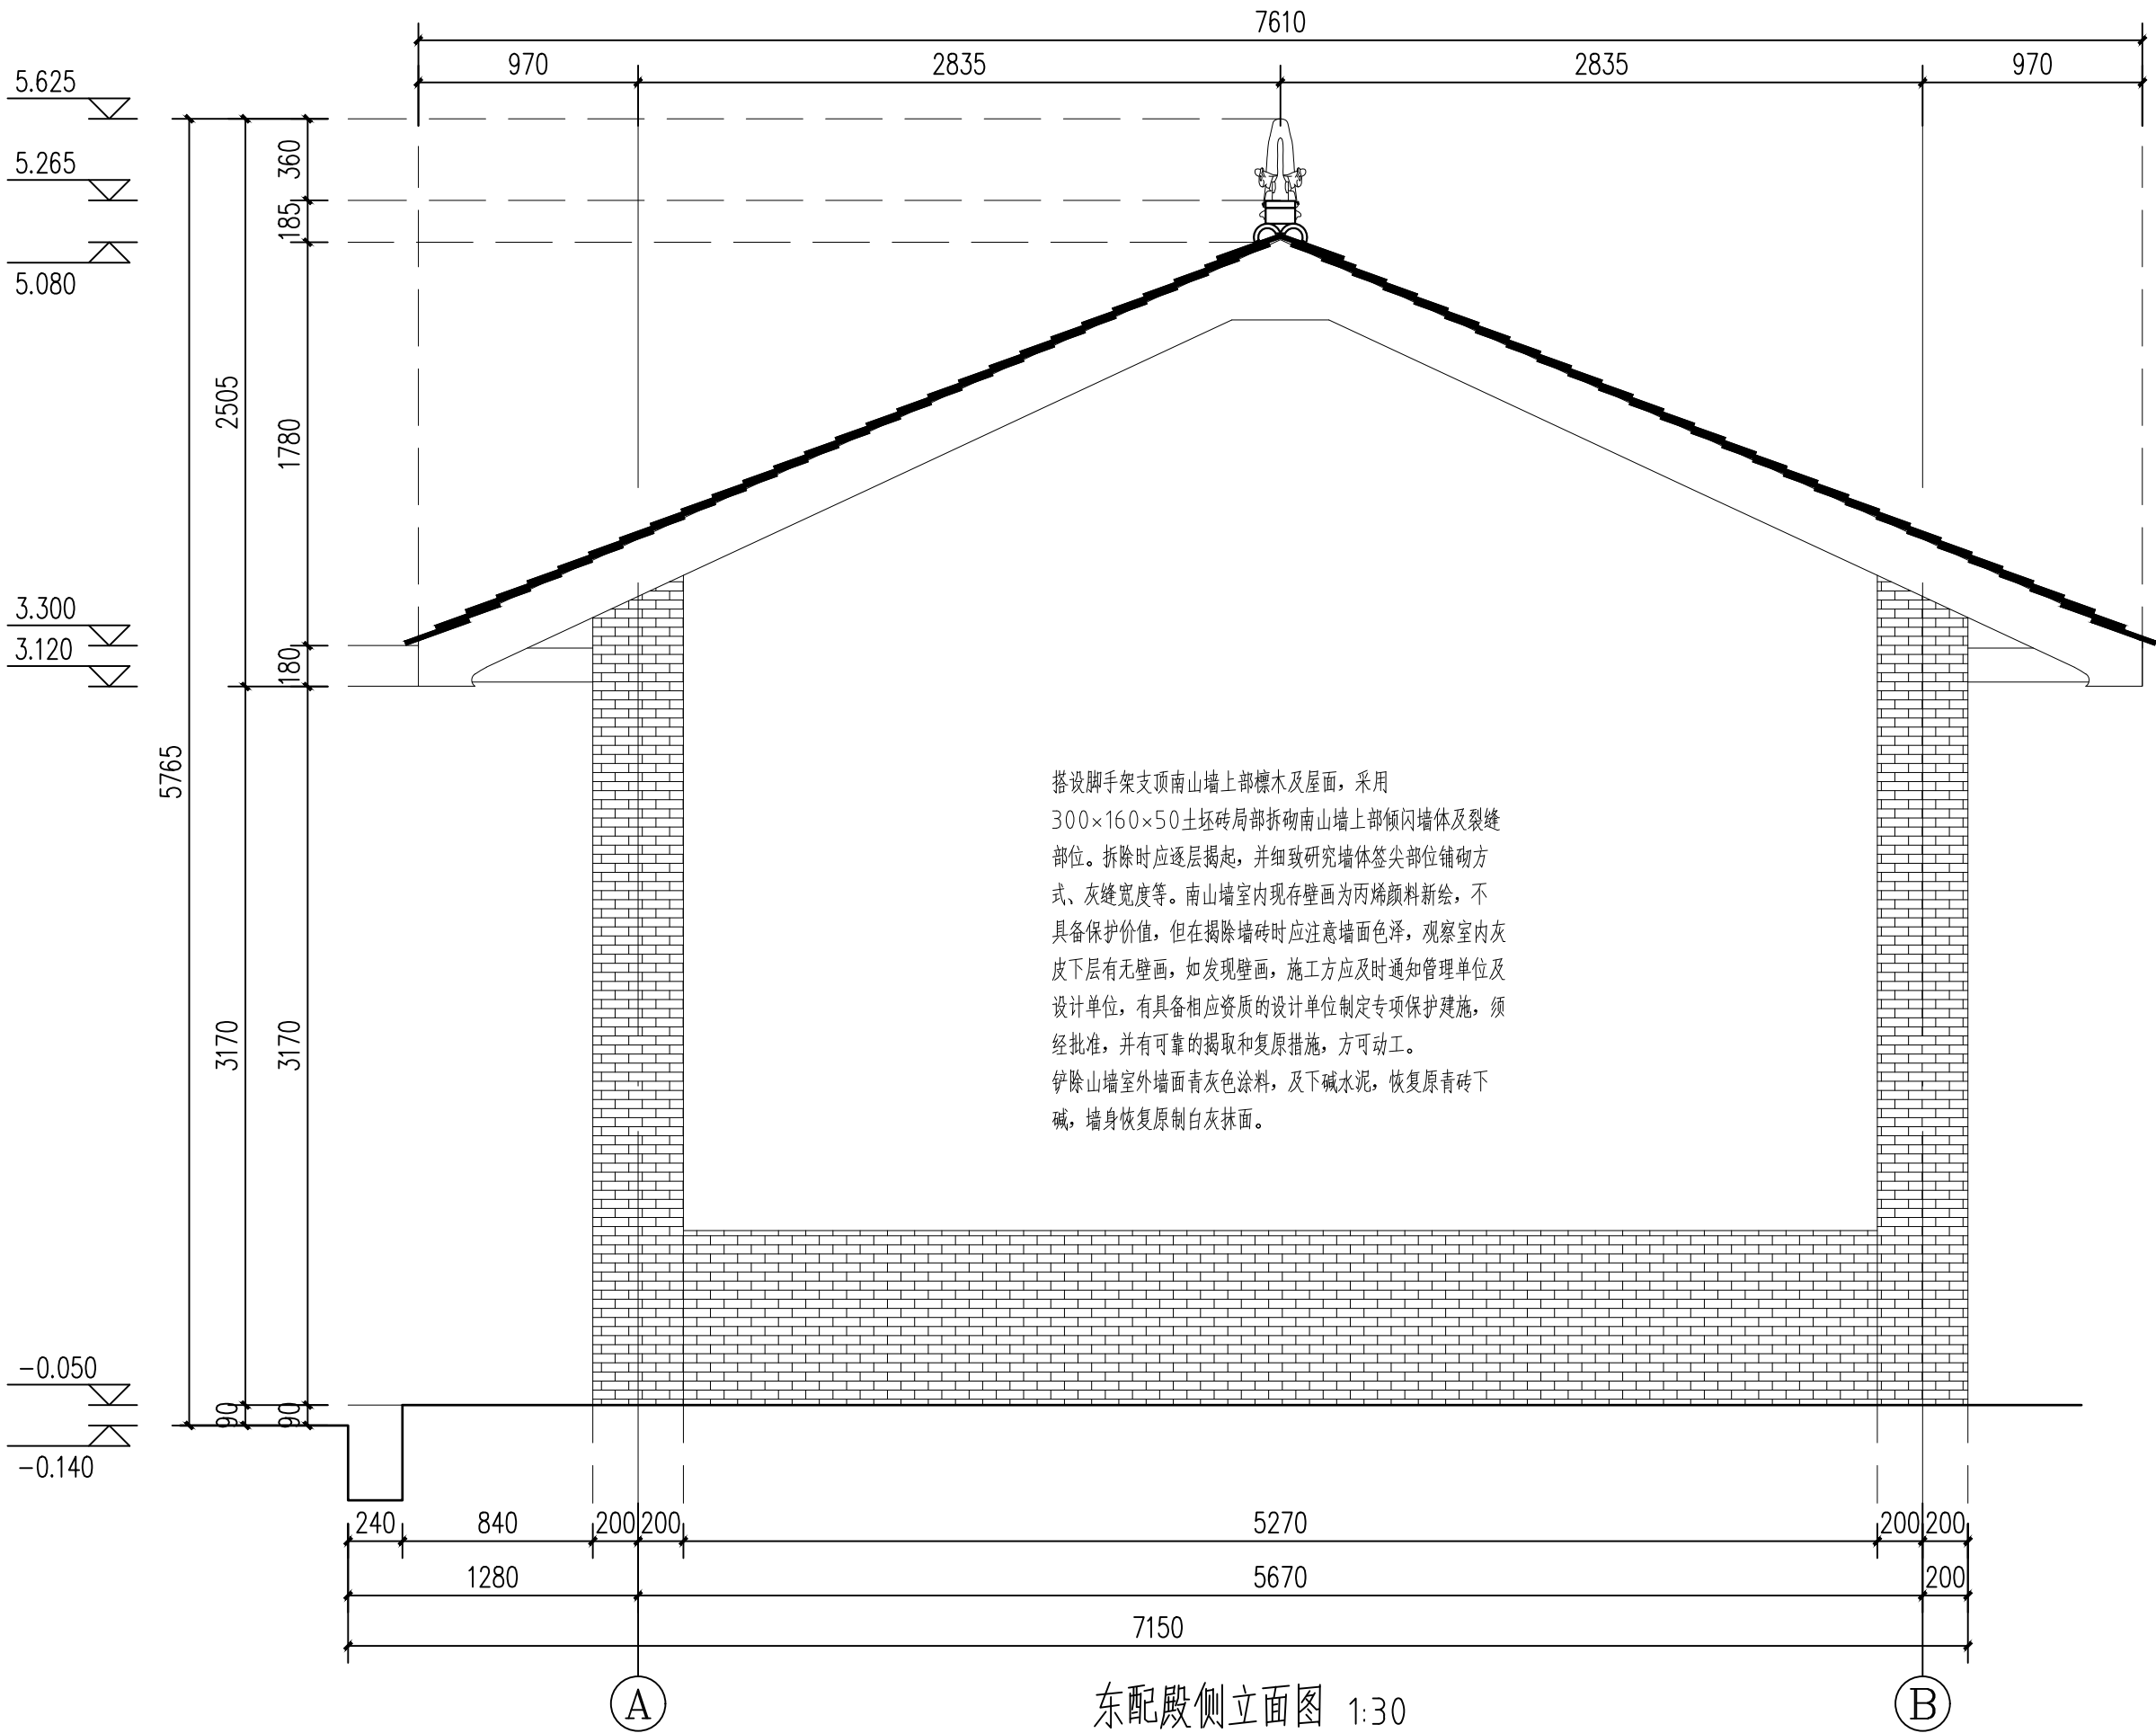 7610
970 2835 2835 970
5.625
5.265
5.080
3.300
3.120
-0.050
-0.140
360
185
1780
180
3170
90
2505
3170
90
5765
搭设脚手架支顶南山墙上部檩木及屋面，采用
300×160×50土坯砖局部拆砌南山墙上部倾闪墙体及裂缝
部位。拆除时应逐层揭起，并细致研究墙体签尖部位铺砌方
式、灰缝宽度等。南山墙室内现存壁画为丙烯颜料新绘，不
具备保护价值，但在揭除墙砖时应注意墙面色泽，观察室内灰
皮下层有无壁画，如发现壁画，施工方应及时通知管理单位及
设计单位，有具备相应资质的设计单位制定专项保护建施，须
经批准，并有可靠的揭取和复原措施，方可动工。
铲除山墙室外墙面青灰色涂料，及下碱水泥，恢复原青砖下
碱，墙身恢复原制白灰抹面。
240 840 200 200 5270 200 200
1280 5670 200
7150
A B
东配殿侧立面图 1:30